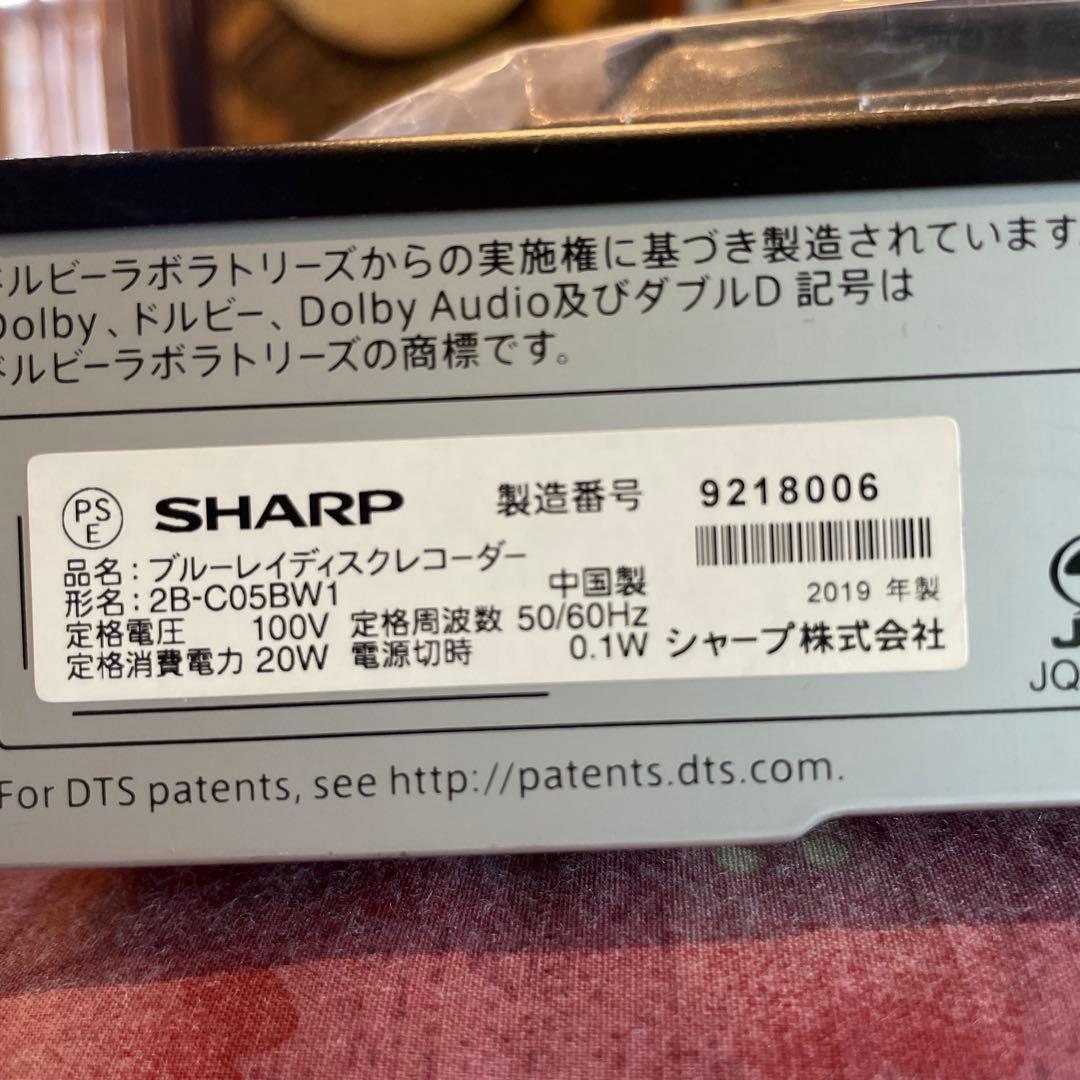 ドルビーラボラトリーズからの実施権に基づき製造されています
Dolby、ドルビー、Dolby Audio及びダブルD 記号は
ドルビーラボラトリーズの商標です。
PS
E
SHARP
製造番号 9218006
品名：ブルーレイディスクレコーダー
形名：2B-C05BW1
中国製
2019 年製
定格電圧 100V 定格周波数 50/60Hz
定格消費電力 20W 電源切時 0.1W シャープ株式会社
JQ
For DTS patents, see http://patents.dts.com.